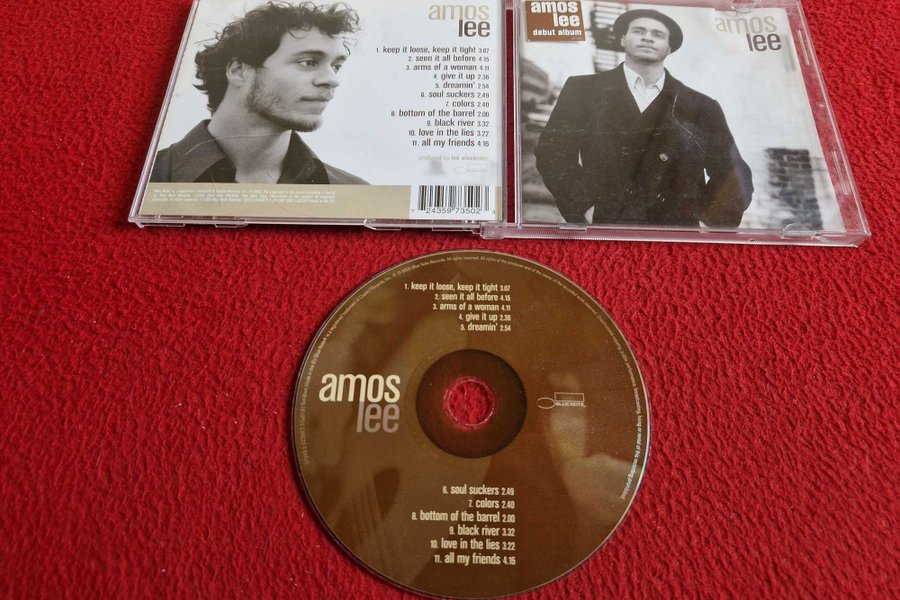 amos
lee
1. keep it loose, keep it tight 3.07
2. seen it all before 4.15
3. arms of a woman 4.11
4. give it up 2.36
5. dreamin' 2.54
6. soul suckers 2.49
7. colors 2.40
8. bottom of the barrel 2.00
9. black river 3.32
10. love in the lies 3.22
11. all my friends 4.16
produced by lee alexander
7 24359 73502
amos
lee
debut album
amos
lee
1. keep it loose, keep it tight 3.07
2. seen it all before 4.15
3. arms of a woman 4.11
4. give it up 2.36
5. dreamin' 2.54
amos
lee
BLUE NOTE
6. soul suckers 2.49
7. colors 2.40
8. bottom of the barrel 2.00
9. black river 3.32
10. love in the lies 3.22
11. all my friends 4.16